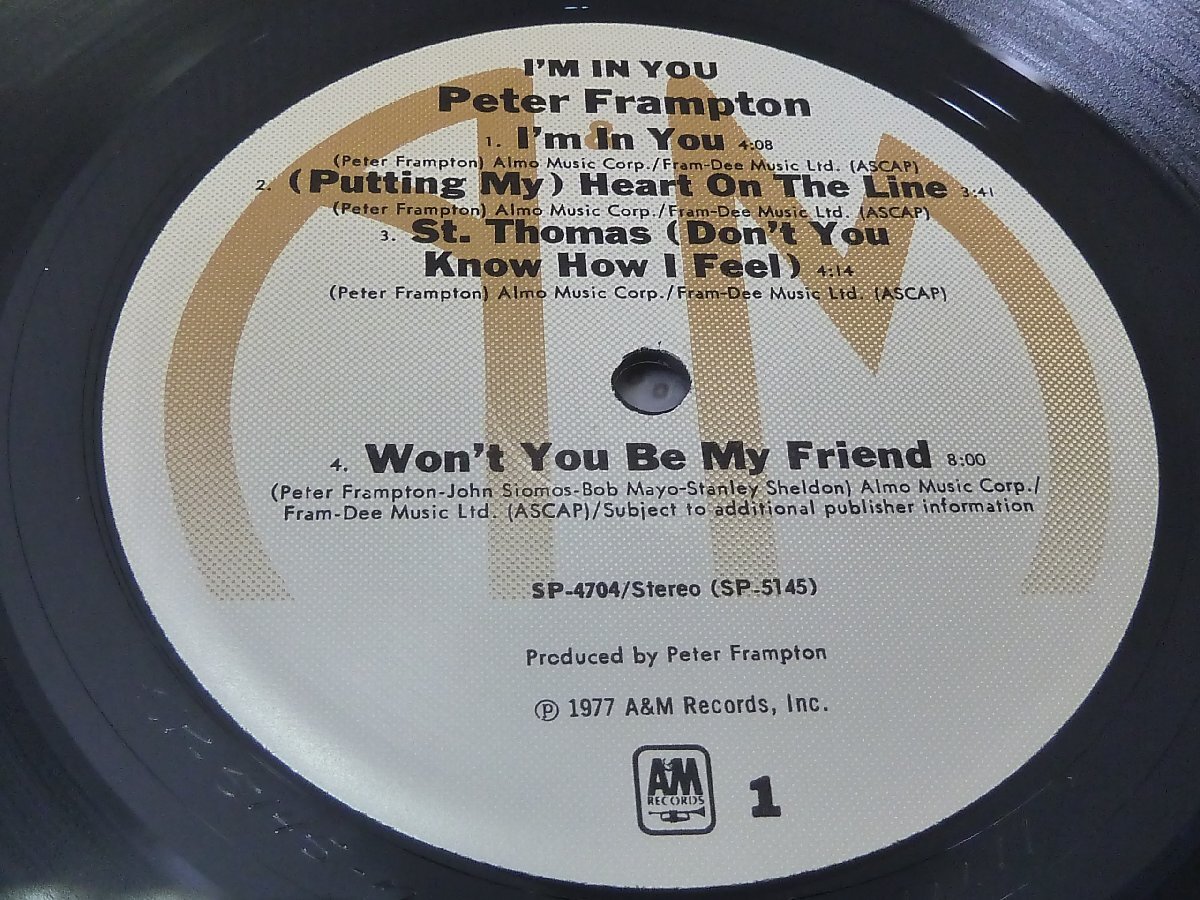 I'M IN YOU
Peter Frampton
1. I'm In You 4:08
(Peter Frampton) Almo Music Corp./Fram-Dee Music Ltd. (ASCAP)
2. (Putting My) Heart On The Line 3:41
(Peter Frampton) Almo Music Corp./Fram-Dee Music Ltd. (ASCAP)
3. St. Thomas (Don't You
Know How I Feel) 4:14
(Peter Frampton) Almo Music Corp./Fram-Dee Music Ltd. (ASCAP)
4. Won't You Be My Friend 8:00
(Peter Frampton-John Siomos-Bob Mayo-Stanley Sheldon) Almo Music Corp./
Fram-Dee Music Ltd. (ASCAP)/Subject to additional publisher information
SP-4704/Stereo (SP-5145)
Produced by Peter Frampton
℗ 1977 A&M Records, Inc.
A&M
RECORDS
1